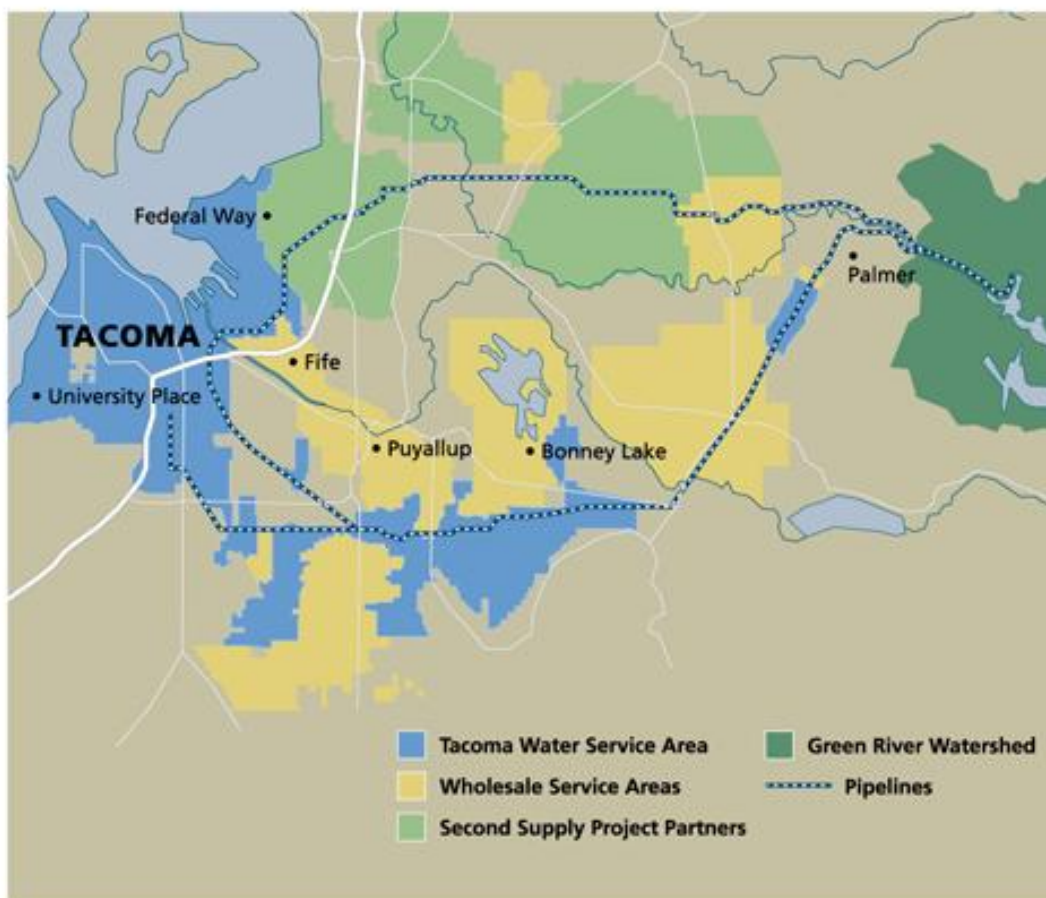 Federal Way
Palmer
TACOMA
Fife
University Place
Puyallup
Bonney Lake
Tacoma Water Service Area
Wholesale Service Areas
Second Supply Project Partners
Green River Watershed
Pipelines